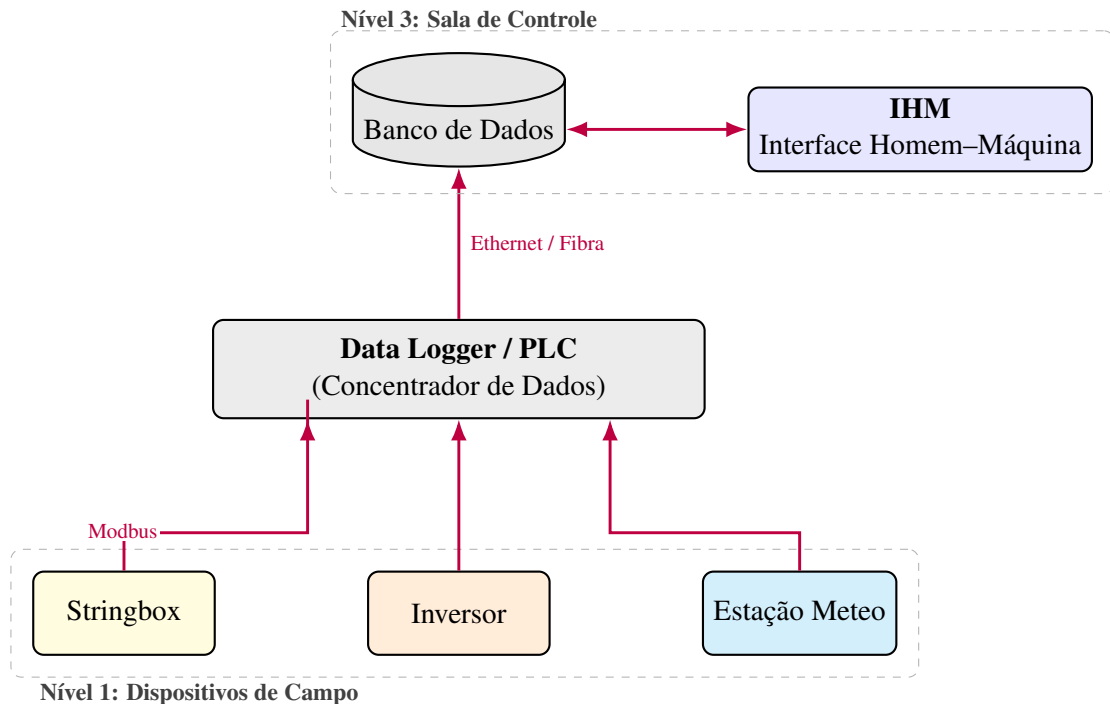 Nível 3: Sala de Controle
Banco de Dados
IHM
Interface Homem–Máquina
Ethernet / Fibra
Data Logger / PLC
(Concentrador de Dados)
Modbus
Stringbox
Inversor
Estação Meteo
Nível 1: Dispositivos de Campo